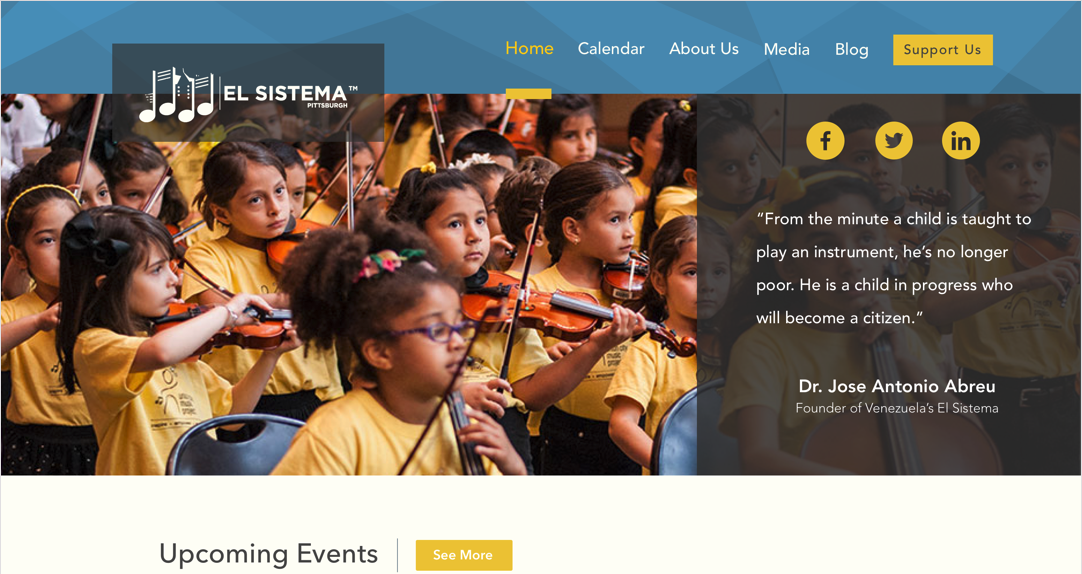 Home
Calendar
About Us
Media
Blog
Support Us
EL SISTEMA™
PITTSBURGH
f
in
“From the minute a child is taught to
play an instrument, he’s no longer
poor. He is a child in progress who
will become a citizen.”
Dr. Jose Antonio Abreu
Founder of Venezuela’s El Sistema
Upcoming Events
See More